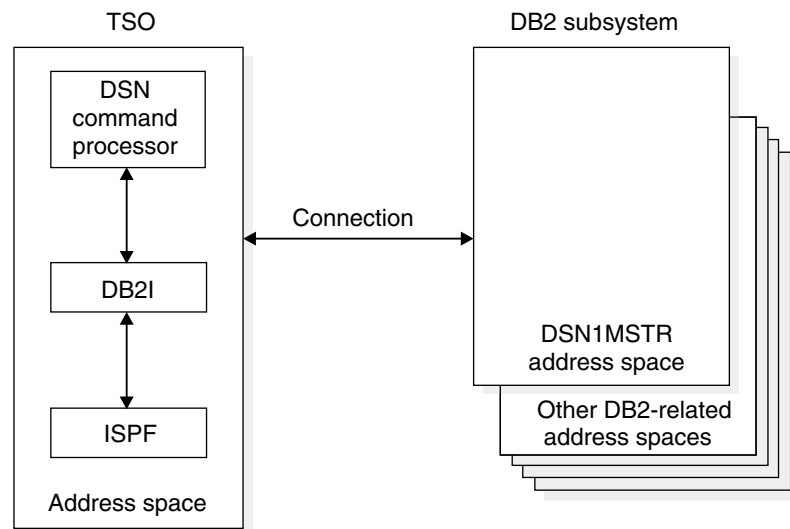 TSO
DSN
command
processor
DB2I
ISPF
Address space
Connection
DB2 subsystem
DSN1MSTR
address space
Other DB2-related
address spaces